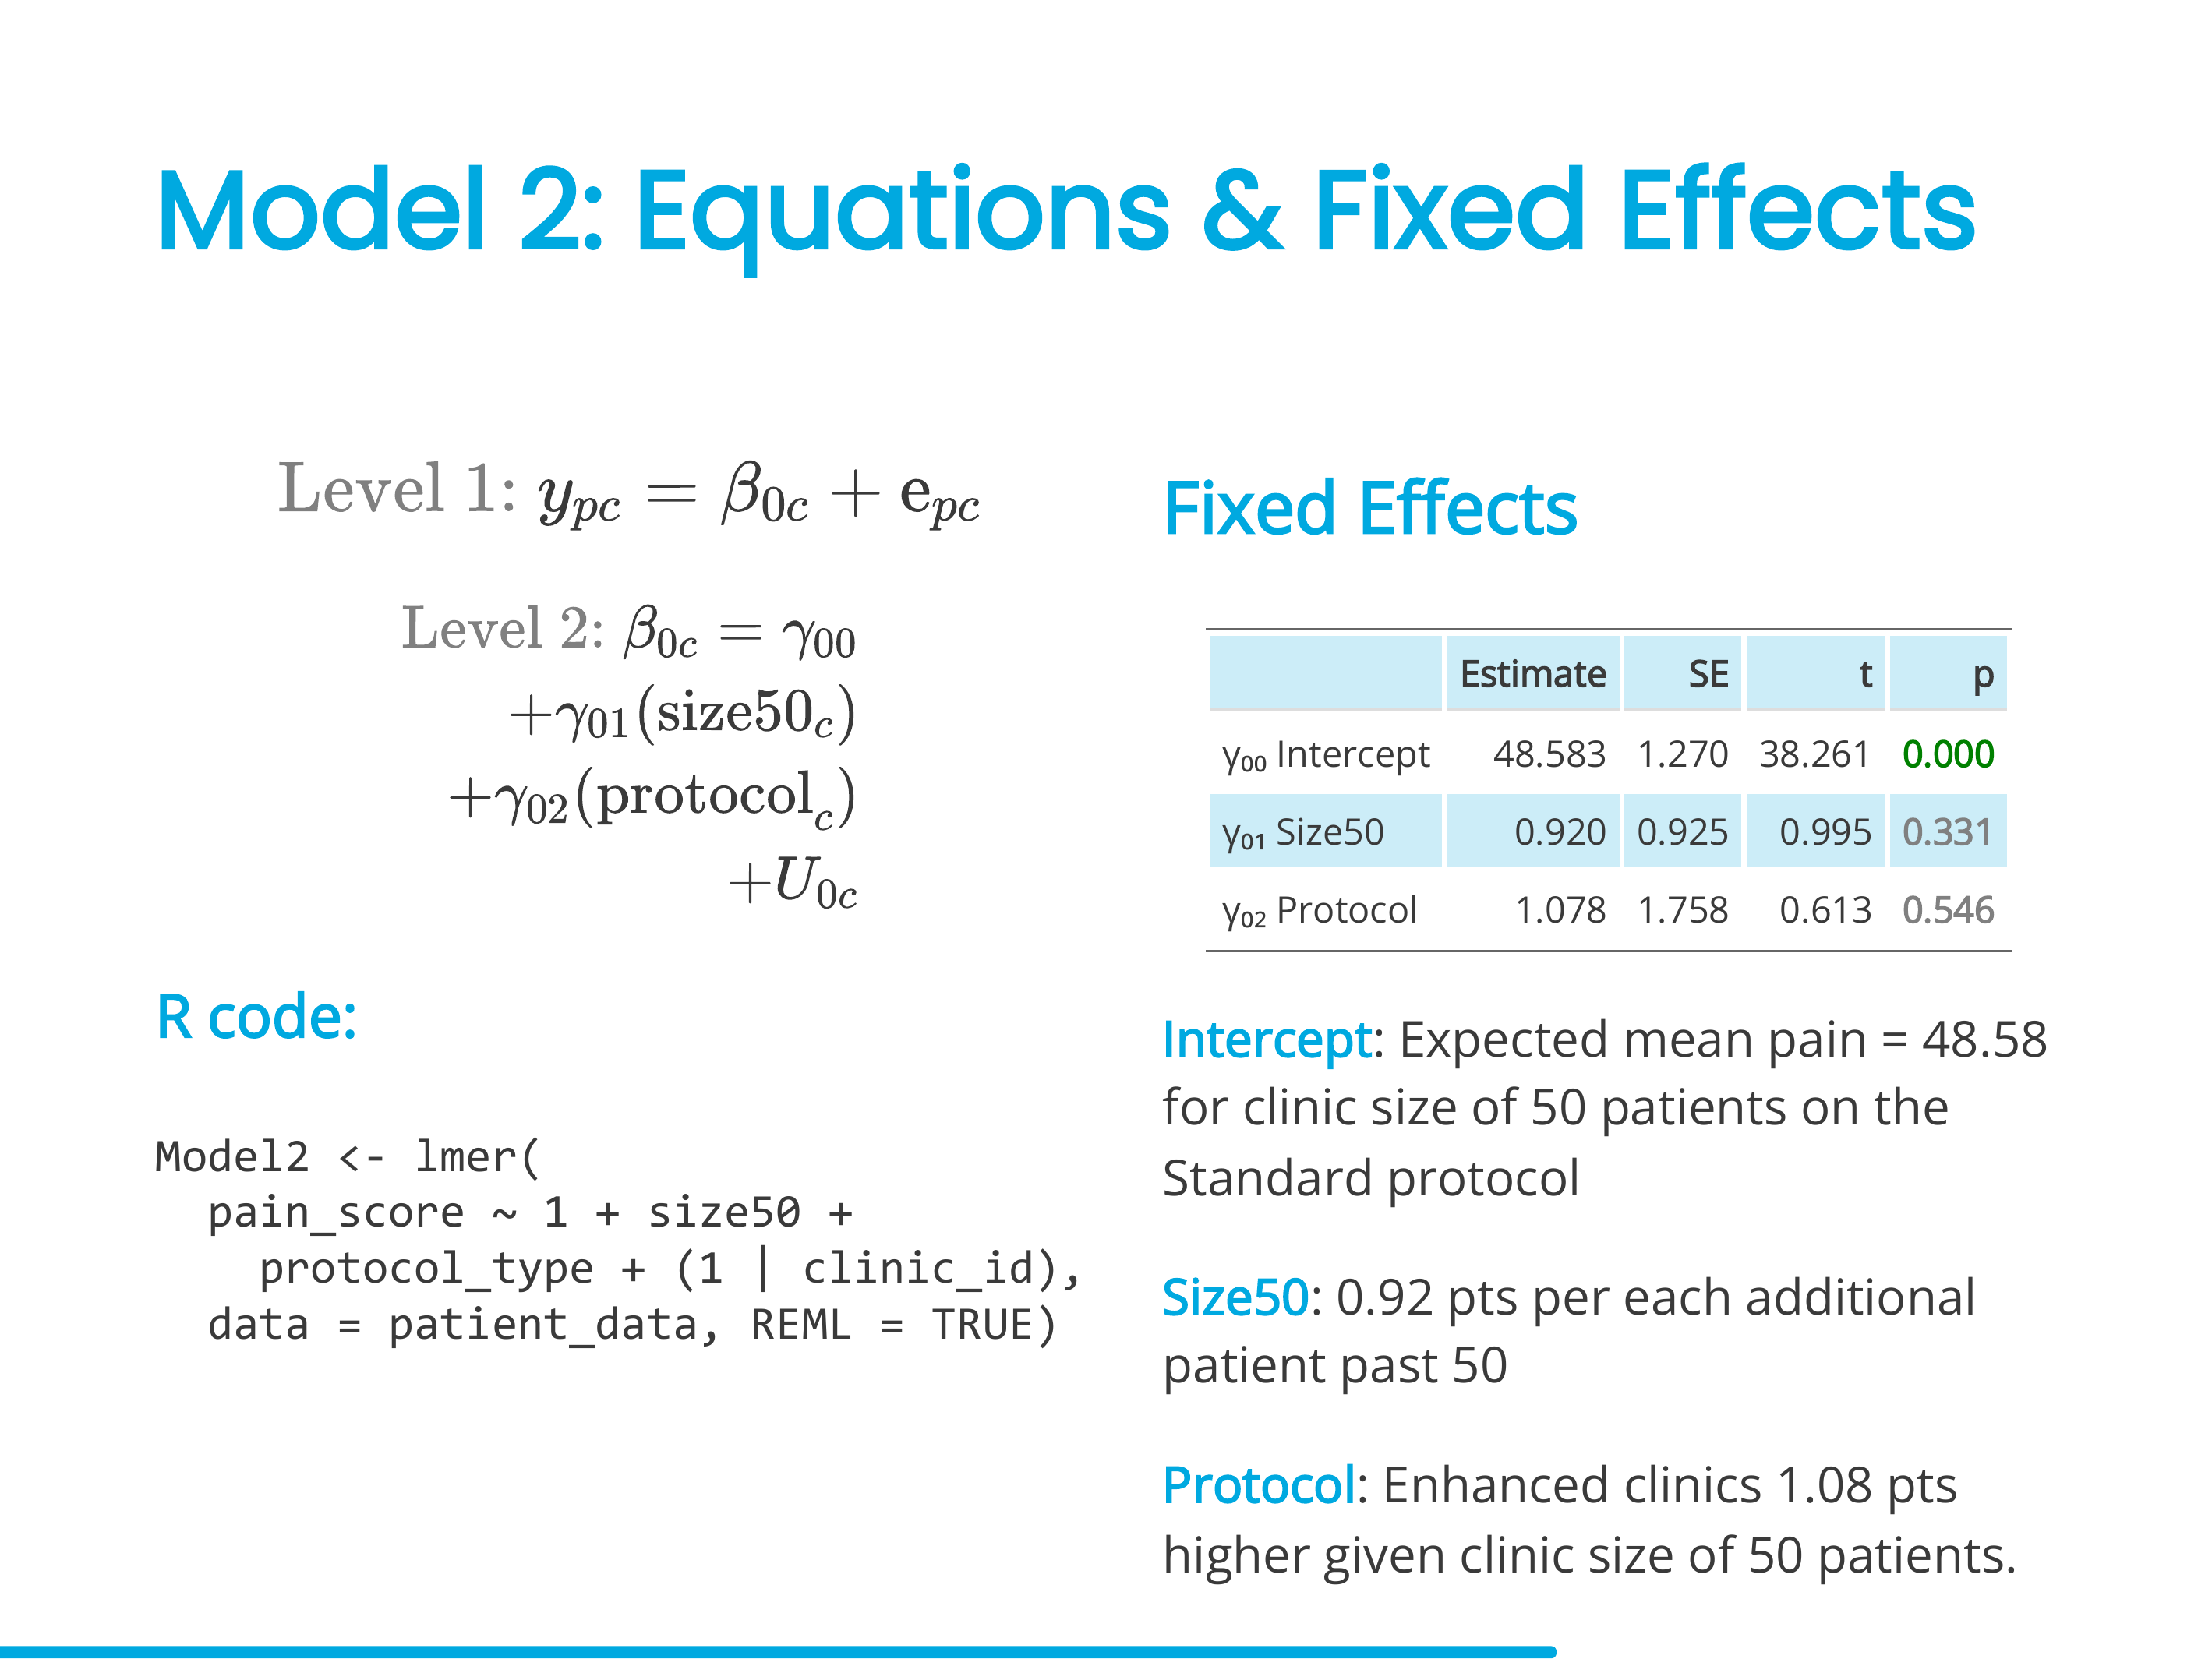 Model 2: Equations & Fixed Effects
Level 1: y_pc = β_0c + e_pc
Level 2: β_0c = γ_00
+γ_01(size50_c)
+γ_02(protocol_c)
+U_0c
R code:
Model2 <- lmer(
  pain_score ~ 1 + size50 +
    protocol_type + (1 | clinic_id),
  data = patient_data, REML = TRUE)
Fixed Effects
Estimate SE t p
γ₀₀ Intercept 48.583 1.270 38.261 0.000
γ₀₁ Size50 0.920 0.925 0.995 0.331
γ₀₂ Protocol 1.078 1.758 0.613 0.546
Intercept: Expected mean pain = 48.58
for clinic size of 50 patients on the
Standard protocol
Size50: 0.92 pts per each additional
patient past 50
Protocol: Enhanced clinics 1.08 pts
higher given clinic size of 50 patients.